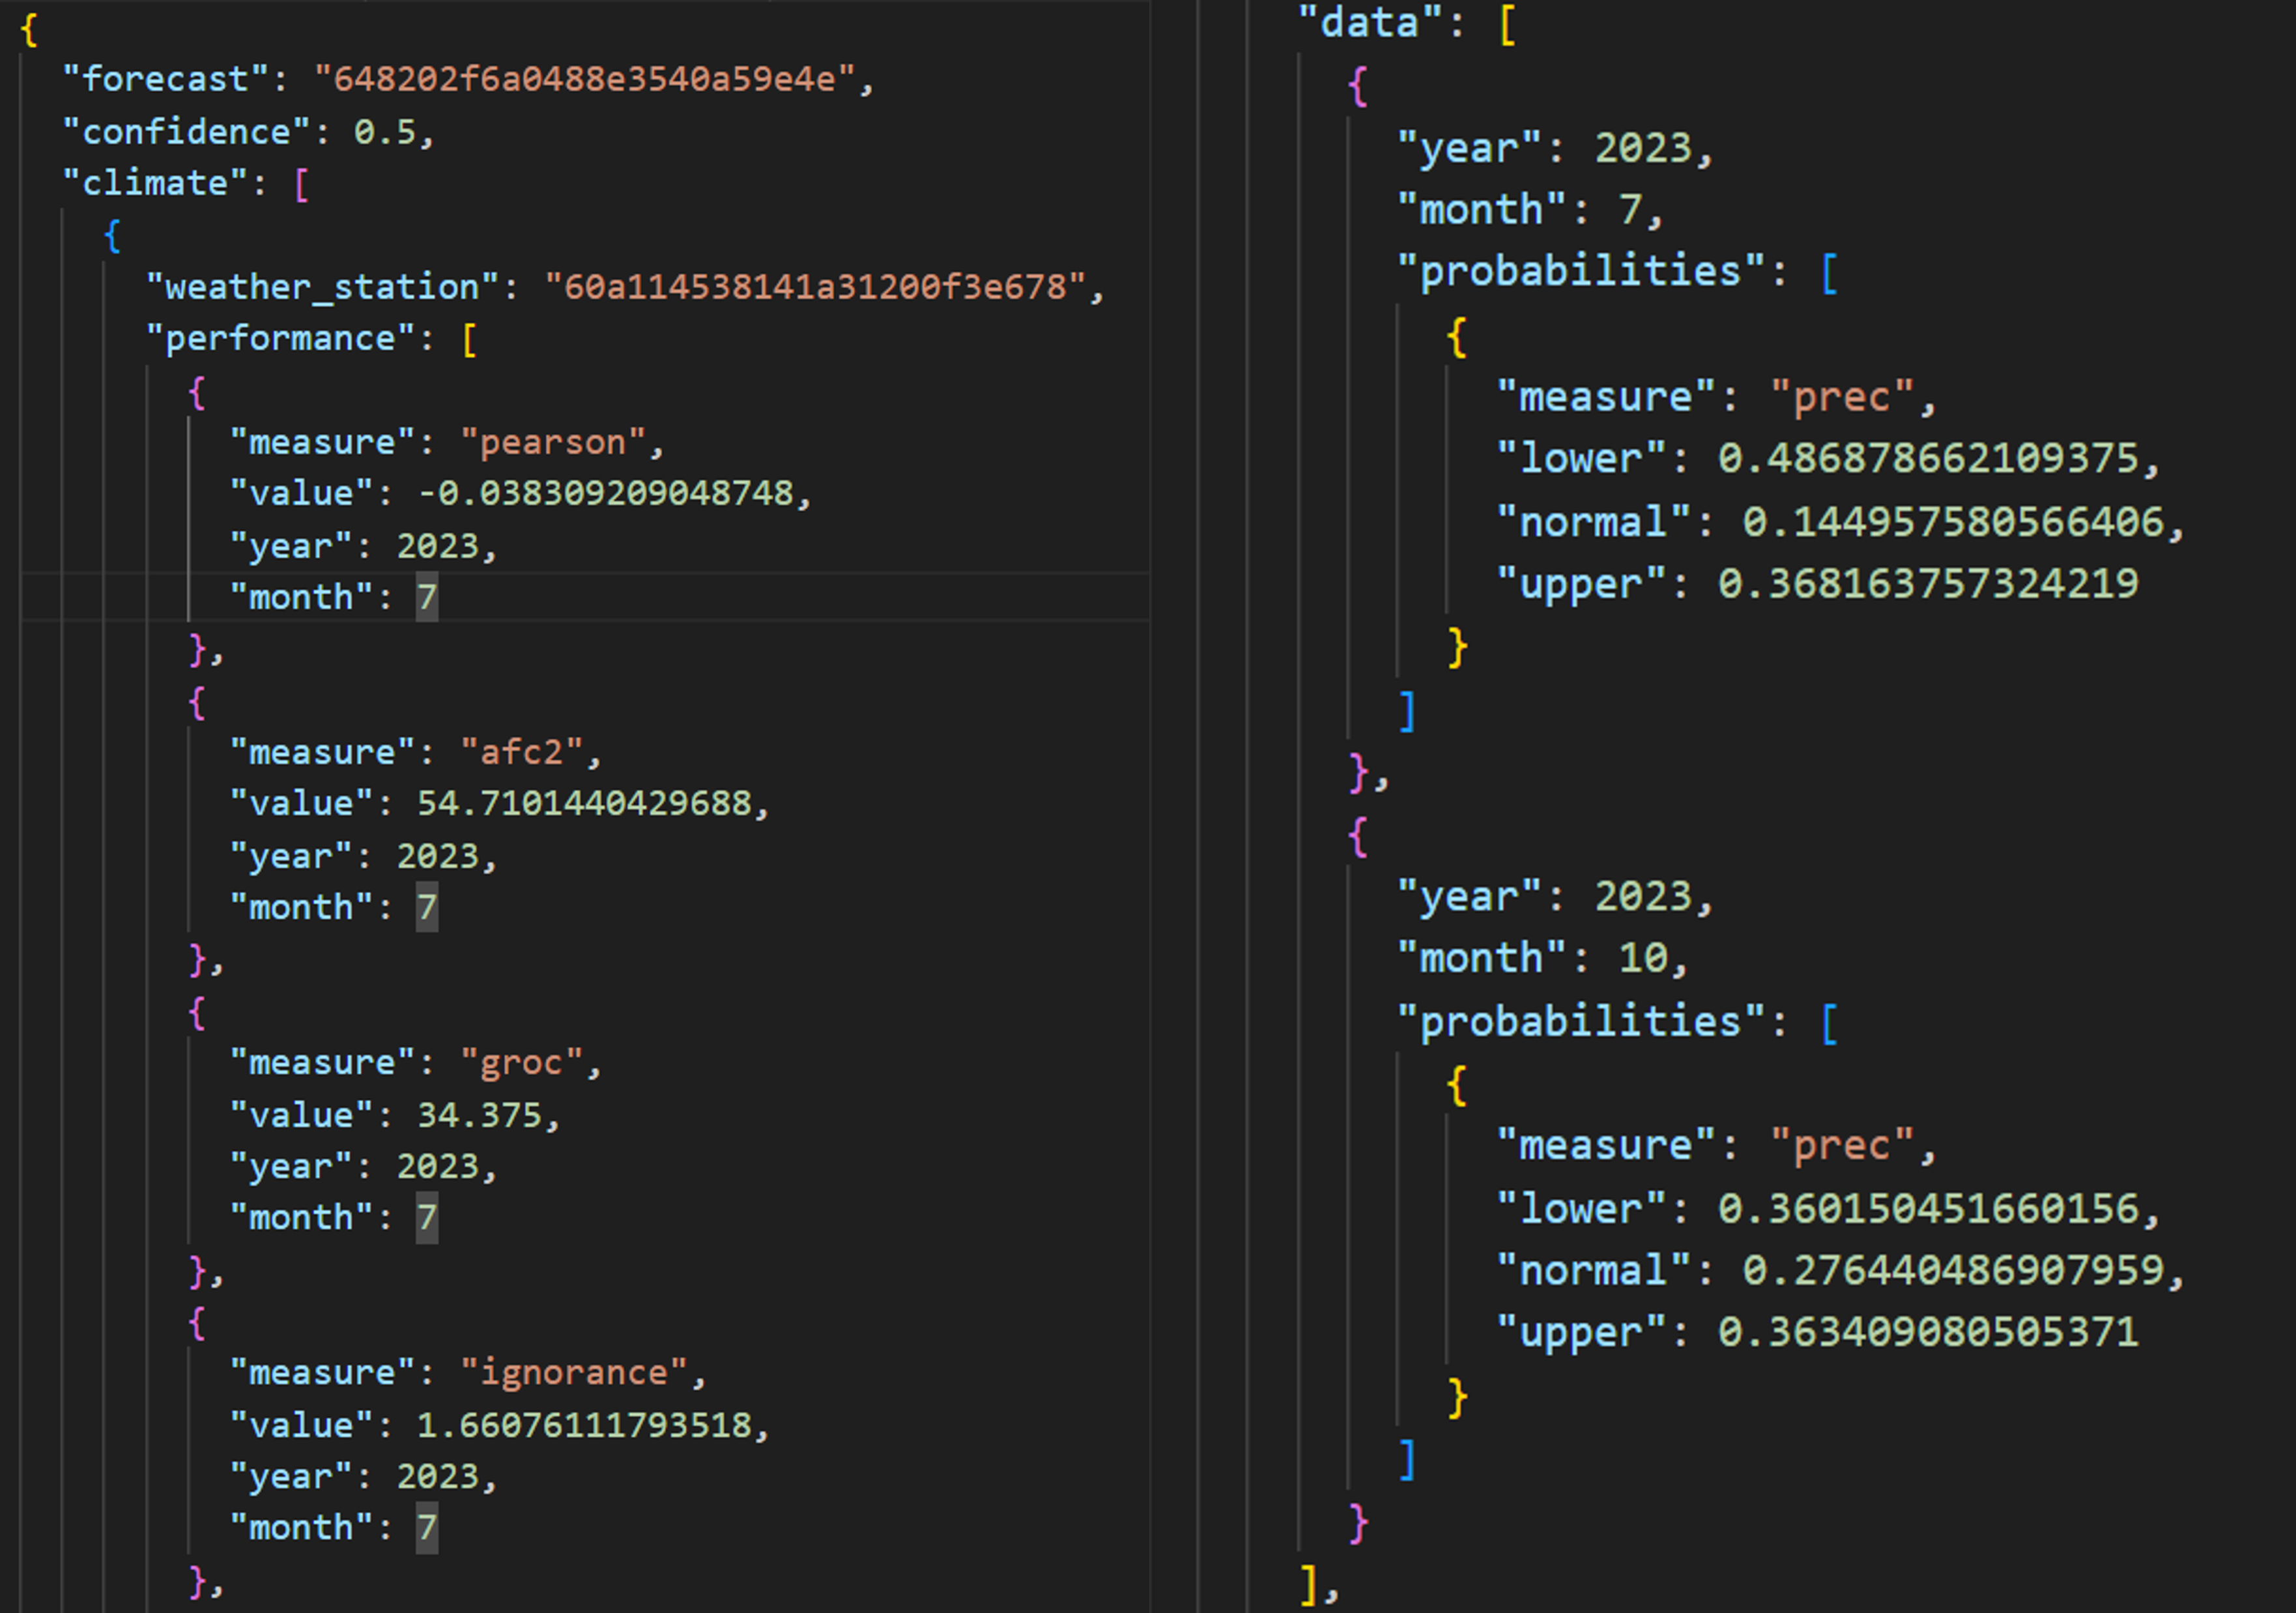 {
"forecast": "648202f6a0488e3540a59e4e",
"confidence": 0.5,
"climate": [
{
"weather_station": "60a114538141a31200f3e678",
"performance": [
{
"measure": "pearson",
"value": -0.038309209048748,
"year": 2023,
"month": 7
},
{
"measure": "afc2",
"value": 54.7101440429688,
"year": 2023,
"month": 7
},
{
"measure": "groc",
"value": 34.375,
"year": 2023,
"month": 7
},
{
"measure": "ignorance",
"value": 1.66076111793518,
"year": 2023,
"month": 7
},
"data": [
{
"year": 2023,
"month": 7,
"probabilities": [
{
"measure": "prec",
"lower": 0.486878662109375,
"normal": 0.144957580566406,
"upper": 0.368163757324219
}
]
},
{
"year": 2023,
"month": 10,
"probabilities": [
{
"measure": "prec",
"lower": 0.360150451660156,
"normal": 0.276440486907959,
"upper": 0.363409080505371
}
]
}
],